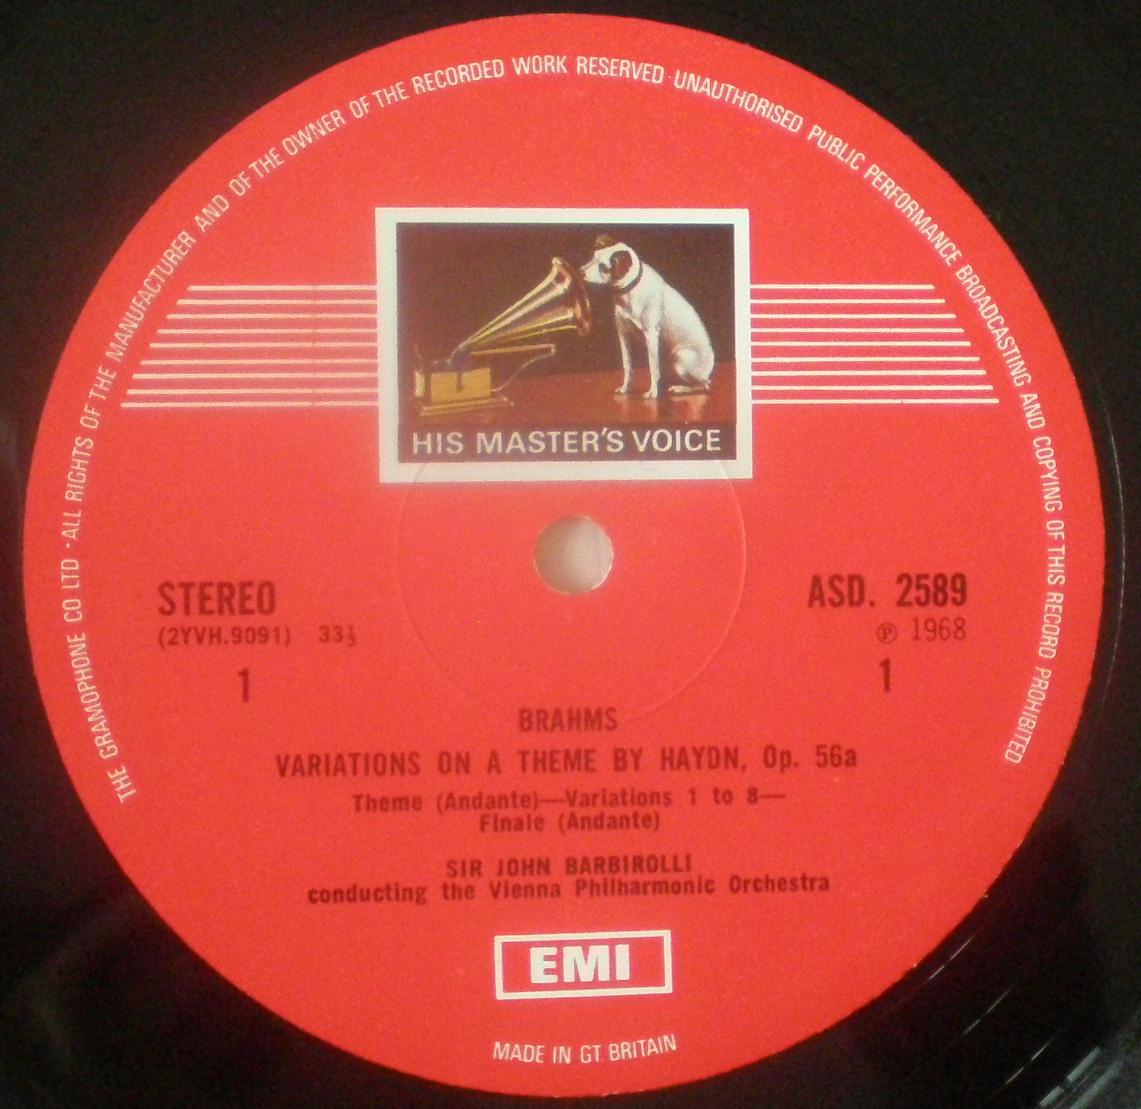 THE GRAMOPHONE CO LTD · ALL RIGHTS OF THE MANUFACTURER AND OF THE OWNER OF THE RECORDED WORK RESERVED · UNAUTHORISED PUBLIC PERFORMANCE BROADCASTING AND COPYING OF THIS RECORD PROHIBITED
HIS MASTER'S VOICE
STEREO
(2YVH.9091) 33⅓
1
ASD. 2589
℗ 1968
1
BRAHMS
VARIATIONS ON A THEME BY HAYDN, Op. 56a
Theme (Andante)—Variations 1 to 8—
Finale (Andante)
SIR JOHN BARBIROLLI
conducting the Vienna Philharmonic Orchestra
EMI
MADE IN GT. BRITAIN